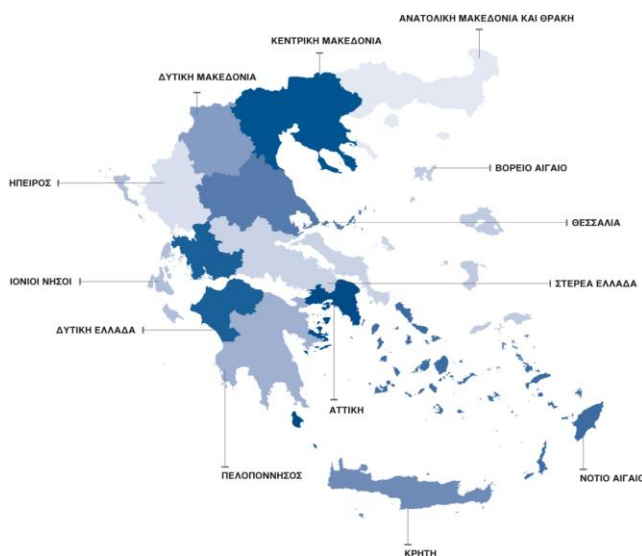 ΑΝΑΤΟΛΙΚΗ ΜΑΚΕΔΟΝΙΑ ΚΑΙ ΘΡΑΚΗ
ΚΕΝΤΡΙΚΗ ΜΑΚΕΔΟΝΙΑ
ΔΥΤΙΚΗ ΜΑΚΕΔΟΝΙΑ
ΒΟΡΕΙΟ ΑΙΓΑΙΟ
ΗΠΕΙΡΟΣ
ΘΕΣΣΑΛΙΑ
ΙΟΝΙΟΙ ΝΗΣΟΙ
ΣΤΕΡΕΑ ΕΛΛΑΔΑ
ΔΥΤΙΚΗ ΕΛΛΑΔΑ
ΑΤΤΙΚΗ
ΠΕΛΟΠΟΝΝΗΣΟΣ
ΝΟΤΙΟ ΑΙΓΑΙΟ
ΚΡΗΤΗ